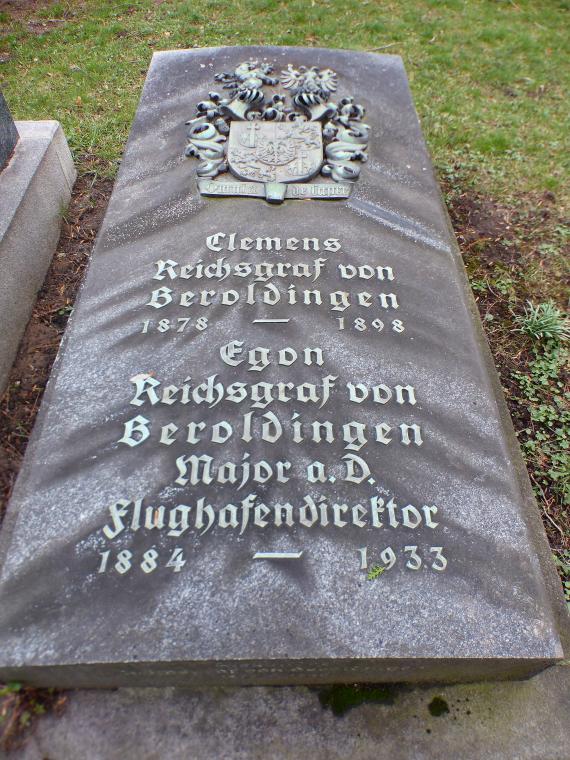 Clemens
Reichsgraf von
Beroldingen
1878 — 1898
Egon
Reichsgraf von
Beroldingen
Major a. D.
Flughafendirektor
1884 — 1933